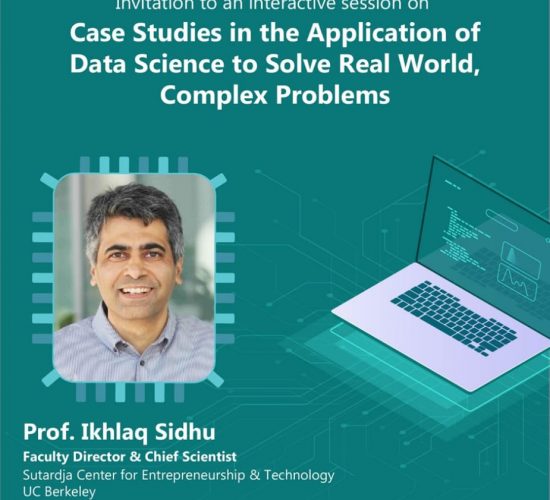 Invitation to an interactive session on
Case Studies in the Application of
Data Science to Solve Real World,
Complex Problems
Prof. Ikhlaq Sidhu
Faculty Director & Chief Scientist
Sutardja Center for Entrepreneurship & Technology
UC Berkeley